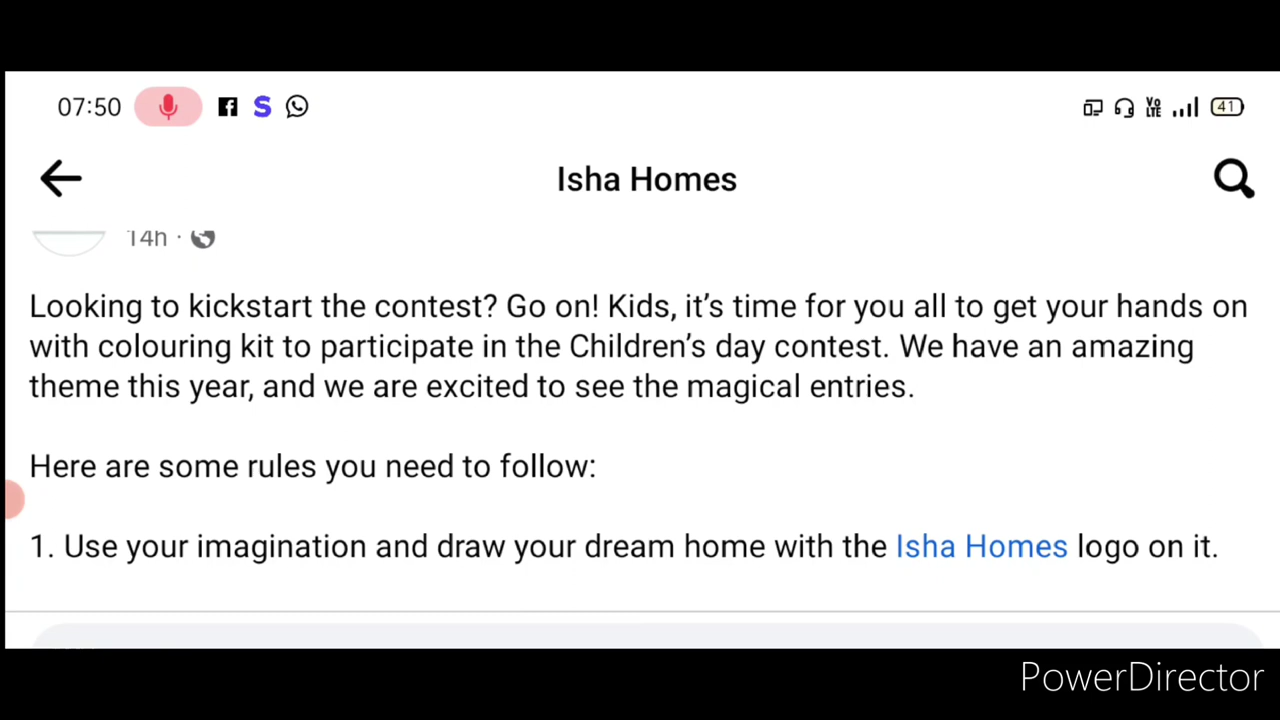 07:50
VO LTE
41
Isha Homes
14h ·
Looking to kickstart the contest? Go on! Kids, it’s time for you all to get your hands on
with colouring kit to participate in the Children’s day contest. We have an amazing
theme this year, and we are excited to see the magical entries.
Here are some rules you need to follow:
1. Use your imagination and draw your dream home with the Isha Homes logo on it.
PowerDirector